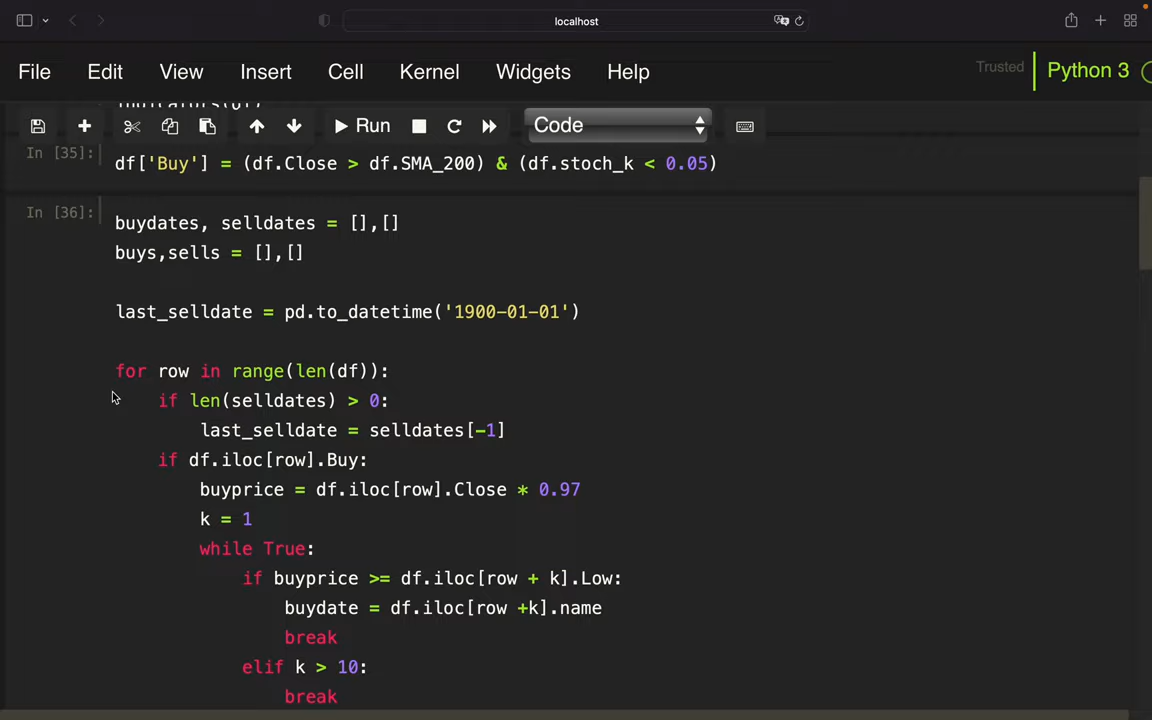 localhost
File Edit View Insert Cell Kernel Widgets Help
Trusted Python 3
Run Code
In [35]: df['Buy'] = (df.Close > df.SMA_200) & (df.stoch_k < 0.05)
In [36]: buydates, selldates = [],[]
buys,sells = [],[]
last_selldate = pd.to_datetime('1900-01-01')
for row in range(len(df)):
    if len(selldates) > 0:
        last_selldate = selldates[-1]
    if df.iloc[row].Buy:
        buyprice = df.iloc[row].Close * 0.97
        k = 1
        while True:
            if buyprice >= df.iloc[row + k].Low:
                buydate = df.iloc[row +k].name
                break
            elif k > 10:
                break